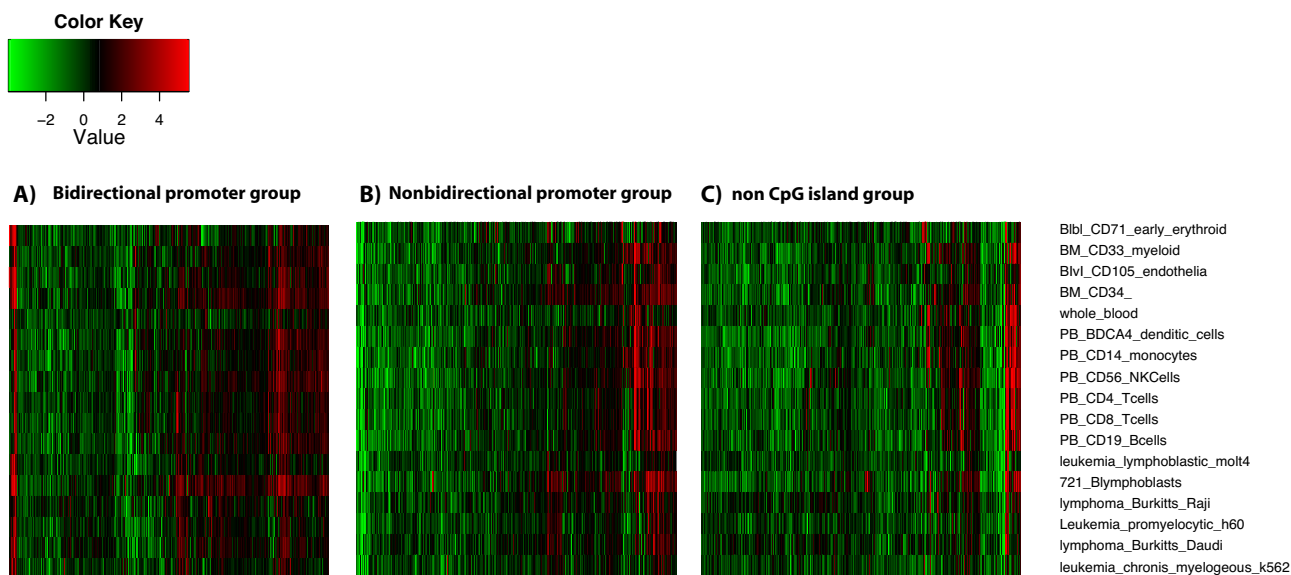 Color Key
−2 0 2 4
Value
A) Bidirectional promoter group
B) Nonbidirectional promoter group
C) non CpG island group
Blbl_CD71_early_erythroid
BM_CD33_myeloid
BlvI_CD105_endothelia
BM_CD34_
whole_blood
PB_BDCA4_denditic_cells
PB_CD14_monocytes
PB_CD56_NKCells
PB_CD4_Tcells
PB_CD8_Tcells
PB_CD19_Bcells
leukemia_lymphoblastic_molt4
721_Blymphoblasts
lymphoma_Burkitts_Raji
Leukemia_promyelocytic_h60
lymphoma_Burkitts_Daudi
leukemia_chronis_myelogeous_k562